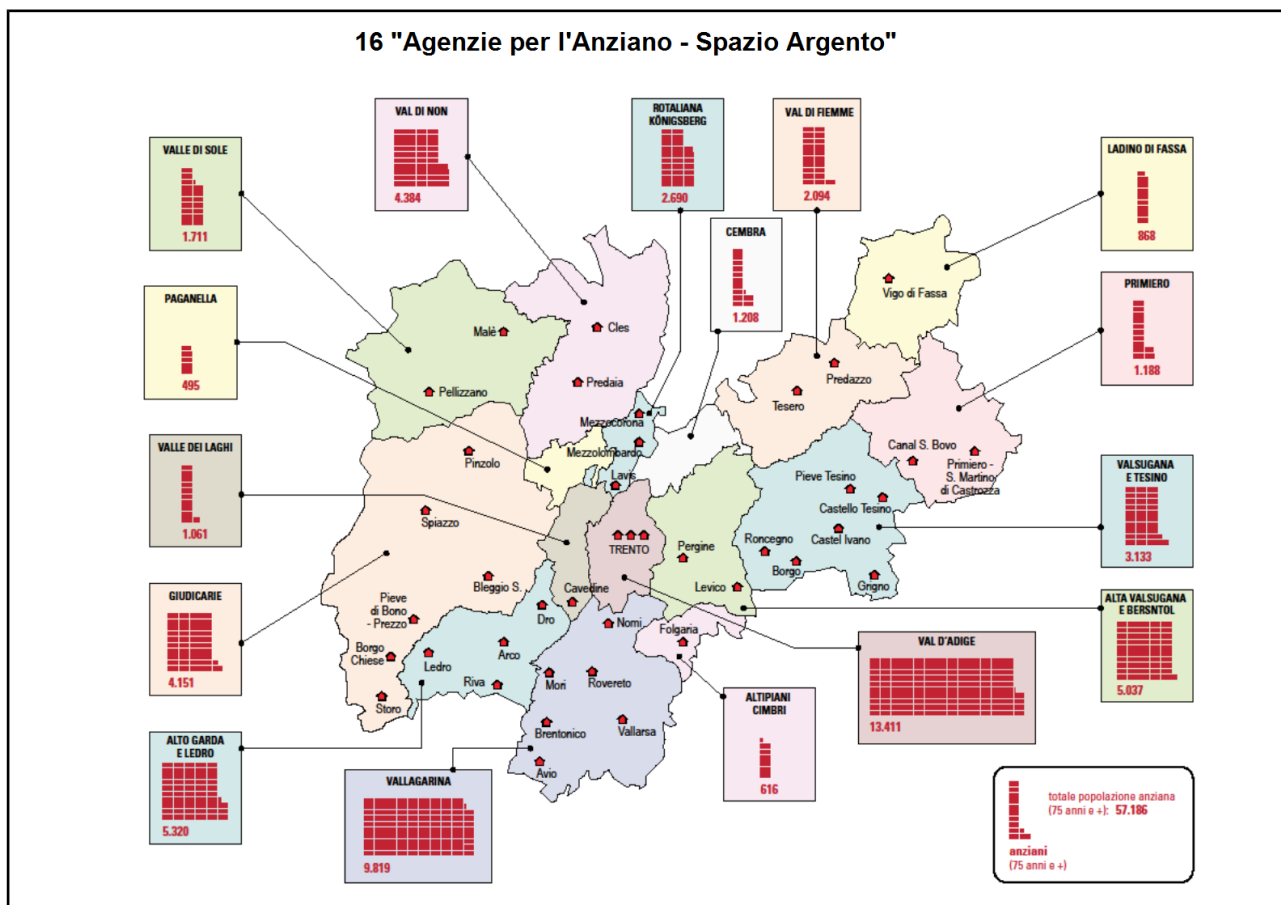 16 "Agenzie per l'Anziano - Spazio Argento"
VAL DI NON
4.384
ROTALIANA
KÖNIGSBERG
2.690
VAL DI FIEMME
2.094
VALLE DI SOLE
1.711
LADINO DI FASSA
868
CEMBRA
1.208
PAGANELLA
495
PRIMIERO
1.188
VALLE DEI LAGHI
1.061
VALSUGANA
E TESINO
3.133
GIUDICARIE
4.151
ALTA VALSUGANA
E BERSNTOL
5.037
VAL D'ADIGE
13.411
ALTIPIANI
CIMBRI
616
ALTO GARDA
E LEDRO
5.320
VALLAGARINA
9.819
Vigo di Fassa
Malè
Cles
Predazzo
Predaia
Pellizzano
Tesero
Mezzocorona
Canal S. Bovo
Primiero -
S. Martino
di Castrozza
Pinzolo
Mezzolombardo
Lavis
Pieve Tesino
Castello Tesino
Spiazzo
TRENTO
Castel Ivano
Pergine
Roncegno
Borgo
Grigno
Bleggio S.
Cavedine
Levico
Pieve
di Bono
- Prezzo
Dro
Nomi
Folgaria
Borgo
Chiese
Ledro
Arco
Riva
Mori
Rovereto
Storo
Brentonico
Vallarsa
Avio
totale popolazione anziana
(75 anni e +): 57.186
anziani
(75 anni e +)